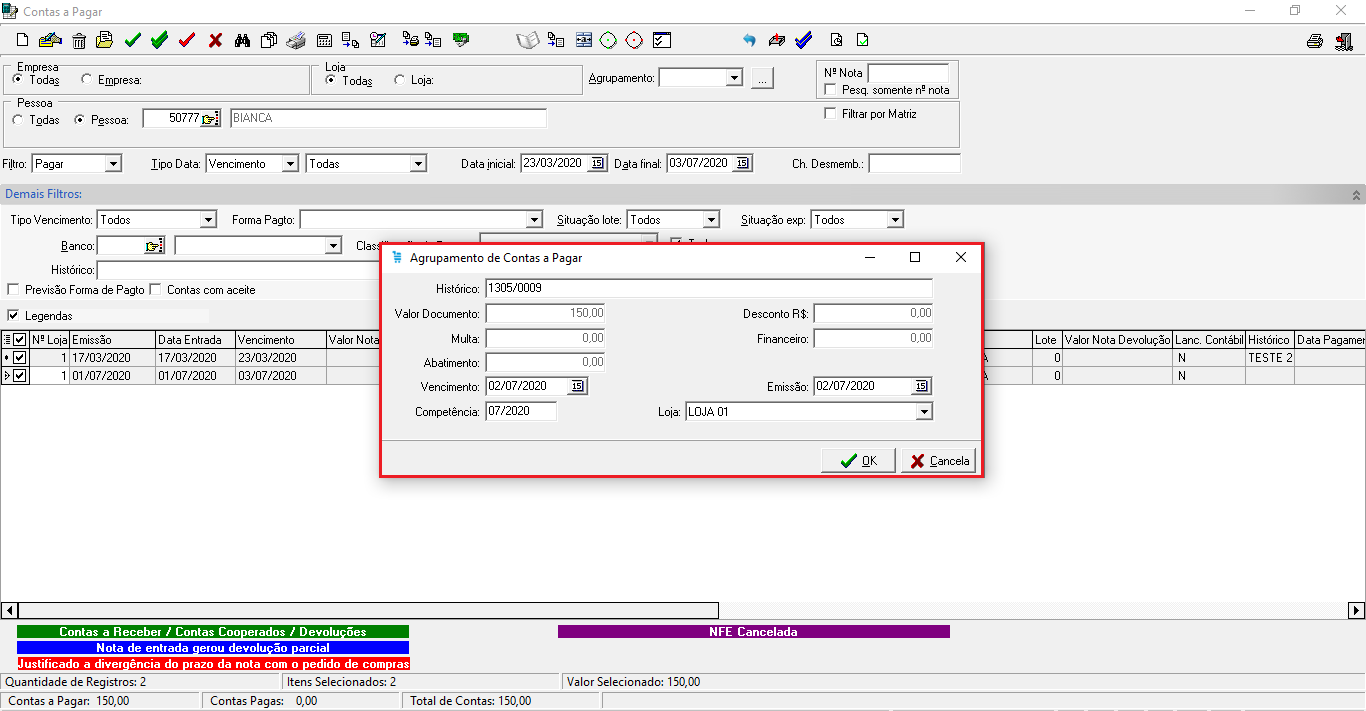 Contas a Pagar
Empresa
Todas Empresa:
Loja
Todas Loja:
Agrupamento: ...
Nº Nota
Pesq. somente nº nota
Pessoa
Todas Pessoa: 50777 BIANCA
Filtrar por Matriz
Filtro: Pagar Tipo Data: Vencimento Todas Data inicial: 23/03/2020 15 Data final: 03/07/2020 15 Ch. Desmemb.:
Demais Filtros:
Tipo Vencimento: Todos Forma Pagto: Situação lote: Todos Situação exp: Todos
Banco:
Histórico:
Previsão Forma de Pagto Contas com aceite
Legendas
Agrupamento de Contas a Pagar
Histórico: 1305/0009
Valor Documento: 150,00 Desconto R$: 0,00
Multa: 0,00 Financeiro: 0,00
Abatimento: 0,00
Vencimento: 02/07/2020 15 Emissão: 02/07/2020 15
Competência: 07/2020 Loja: LOJA 01
OK Cancela
Nº Loja Emissão Data Entrada Vencimento Valor Nota Lote Valor Nota Devolução Lanc. Contábil Histórico Data Pagamen
1 17/03/2020 17/03/2020 23/03/2020 0 N TESTE 2
1 01/07/2020 01/07/2020 03/07/2020 0 N
Contas a Receber / Contas Cooperados / Devoluções NFE Cancelada
Nota de entrada gerou devolução parcial
Justificado a divergência do prazo da nota com o pedido de compras
Quantidade de Registros: 2 Itens Selecionados: 2 Valor Selecionado: 150,00
Contas a Pagar: 150,00 Contas Pagas: 0,00 Total de Contas: 150,00